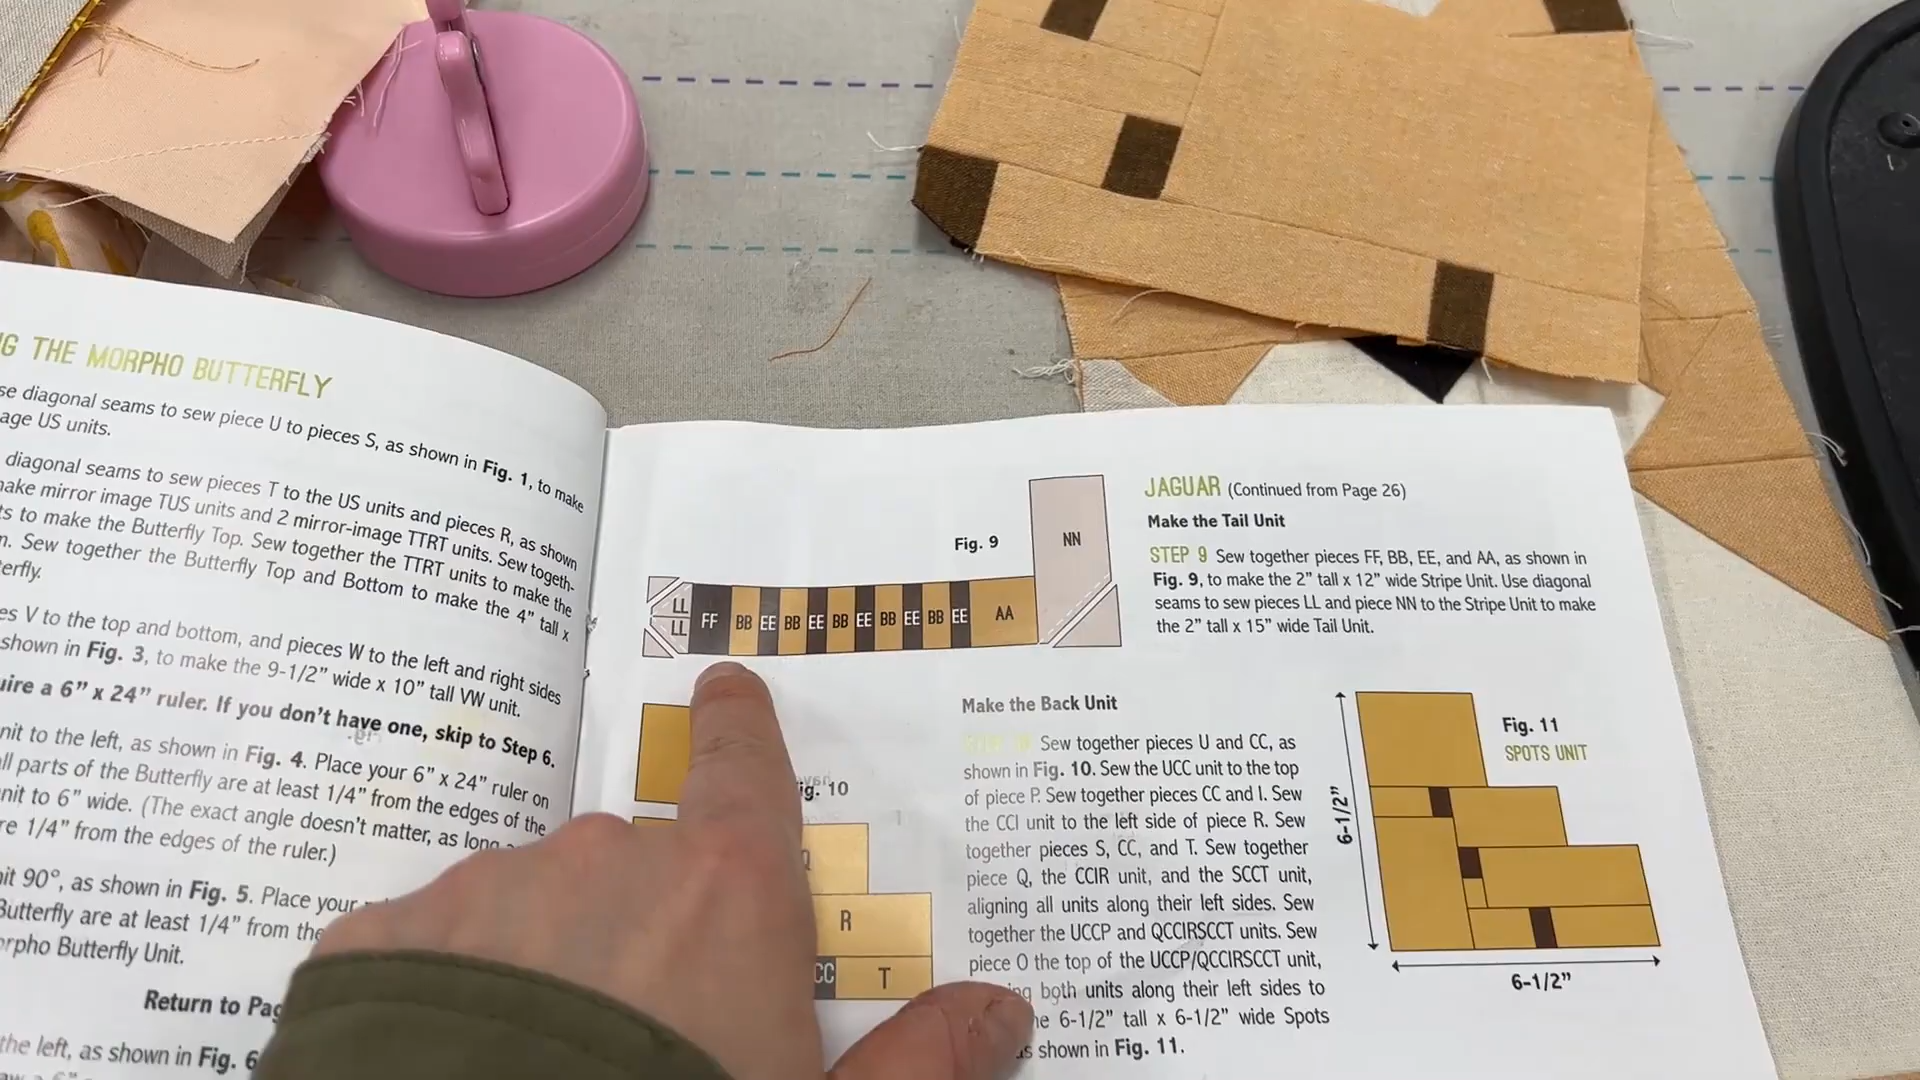 G THE MORPHO BUTTERFLY
se diagonal seams to sew piece U to pieces S, as shown in Fig. 1, to make
age US units.
diagonal seams to sew pieces T to the US units and pieces R, as shown
make mirror image TUS units and 2 mirror-image TTRT units. Sew togeth-
ts to make the Butterfly Top. Sew together the TTRT units to make the
m. Sew together the Butterfly Top and Bottom to make the 4” tall x
erfly.
es V to the top and bottom, and pieces W to the left and right sides
shown in Fig. 3, to make the 9-1/2” wide x 10” tall VW unit.
uire a 6” x 24” ruler. If you don’t have one, skip to Step 6.
nit to the left, as shown in Fig. 4. Place your 6” x 24” ruler on
all parts of the Butterfly are at least 1/4” from the edges of the
nit to 6” wide. (The exact angle doesn’t matter, as long
re 1/4” from the edges of the ruler.)
nit 90°, as shown in Fig. 5. Place your
Butterfly are at least 1/4” from the
orpho Butterfly Unit.
Return to Pag
the left, as shown in Fig. 6
Fig. 9
NN
LL
LL
FF BB EE BB EE BB EE BB EE BB EE AA
JAGUAR (Continued from Page 26)
Make the Tail Unit
STEP 9 Sew together pieces FF, BB, EE, and AA, as shown in
Fig. 9, to make the 2” tall x 12” wide Stripe Unit. Use diagonal
seams to sew pieces LL and piece NN to the Stripe Unit to make
the 2” tall x 15” wide Tail Unit.
ig. 10
Q
R
CC T
Make the Back Unit
Sew together pieces U and CC, as
shown in Fig. 10. Sew the UCC unit to the top
of piece P. Sew together pieces CC and I. Sew
the CCI unit to the left side of piece R. Sew
together pieces S, CC, and T. Sew together
piece Q, the CCIR unit, and the SCCT unit,
aligning all units along their left sides. Sew
together the UCCP and QCCIRSCCT units. Sew
piece O the top of the UCCP/QCCIRSCCT unit,
ng both units along their left sides to
he 6-1/2” tall x 6-1/2” wide Spots
as shown in Fig. 11.
Fig. 11
SPOTS UNIT
6-1/2”
6-1/2”